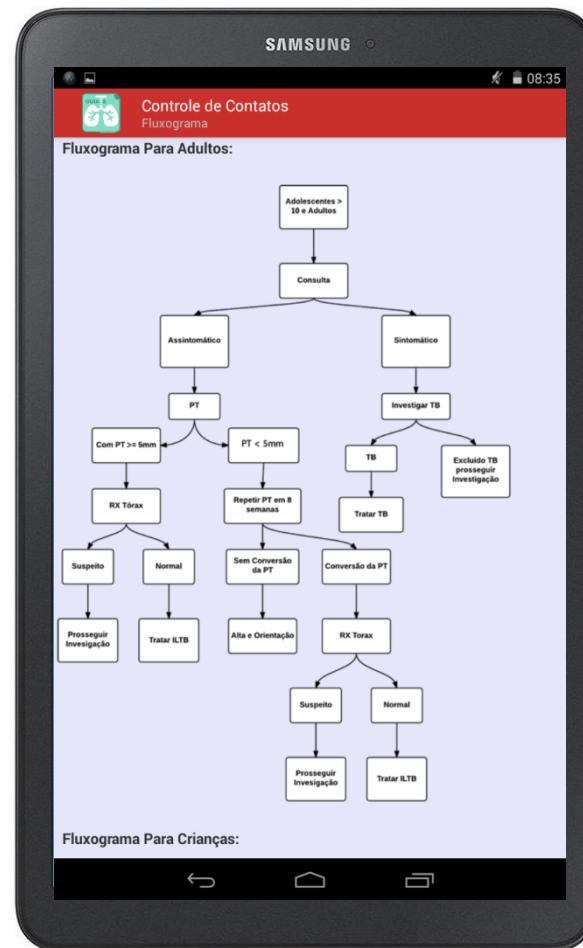 SAMSUNG
08:35
Controle de Contatos
Fluxograma
Fluxograma Para Adultos:
Adolescentes >
10 e Adultos
Consulta
Assintomático
Sintomático
PT
Investigar TB
Com PT >= 5mm
PT < 5mm
TB
Excluido TB
prosseguir
Investigação
RX Tórax
Repetir PT em 8
semanas
Tratar TB
Suspeito
Normal
Sem Conversão
da PT
Conversão da PT
Prosseguir
Invesigação
Tratar ILTB
Alta e Orientação
RX Torax
Suspeito
Normal
Prosseguir
Invesigação
Tratar ILTB
Fluxograma Para Crianças: